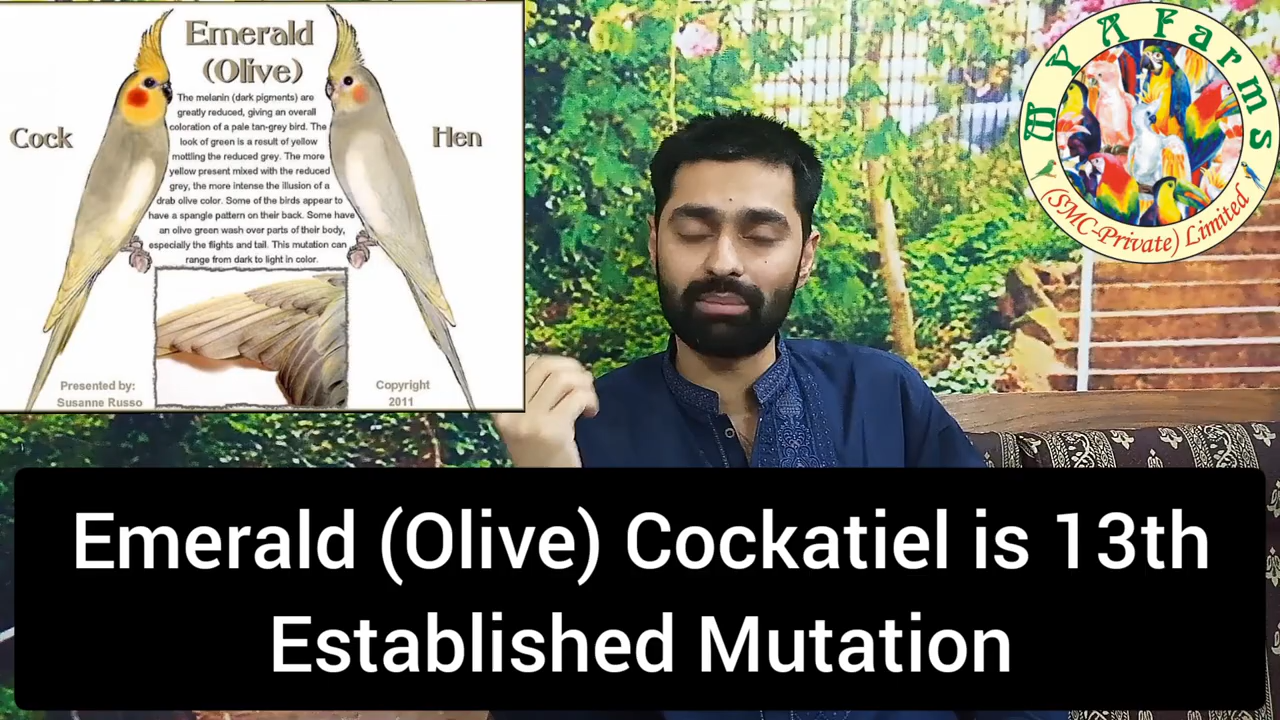 Emerald
(Olive)
Cock
Hen
The melanin (dark pigments) are
greatly reduced, giving an overall
coloration of a pale tan-grey bird. The
look of green is a result of yellow
mottling the reduced grey. The more
yellow present mixed with the reduced
grey, the more intense the illusion of a
drab olive color. Some of the birds appear to
have a spangle pattern on their back. Some have
an olive green wash over parts of their body,
especially the flights and tail. This mutation can
range from dark to light in color.
Presented by:
Susanne Russo
Copyright
2011
M Y A Farms
(SMC-Private) Limited
Emerald (Olive) Cockatiel is 13th
Established Mutation